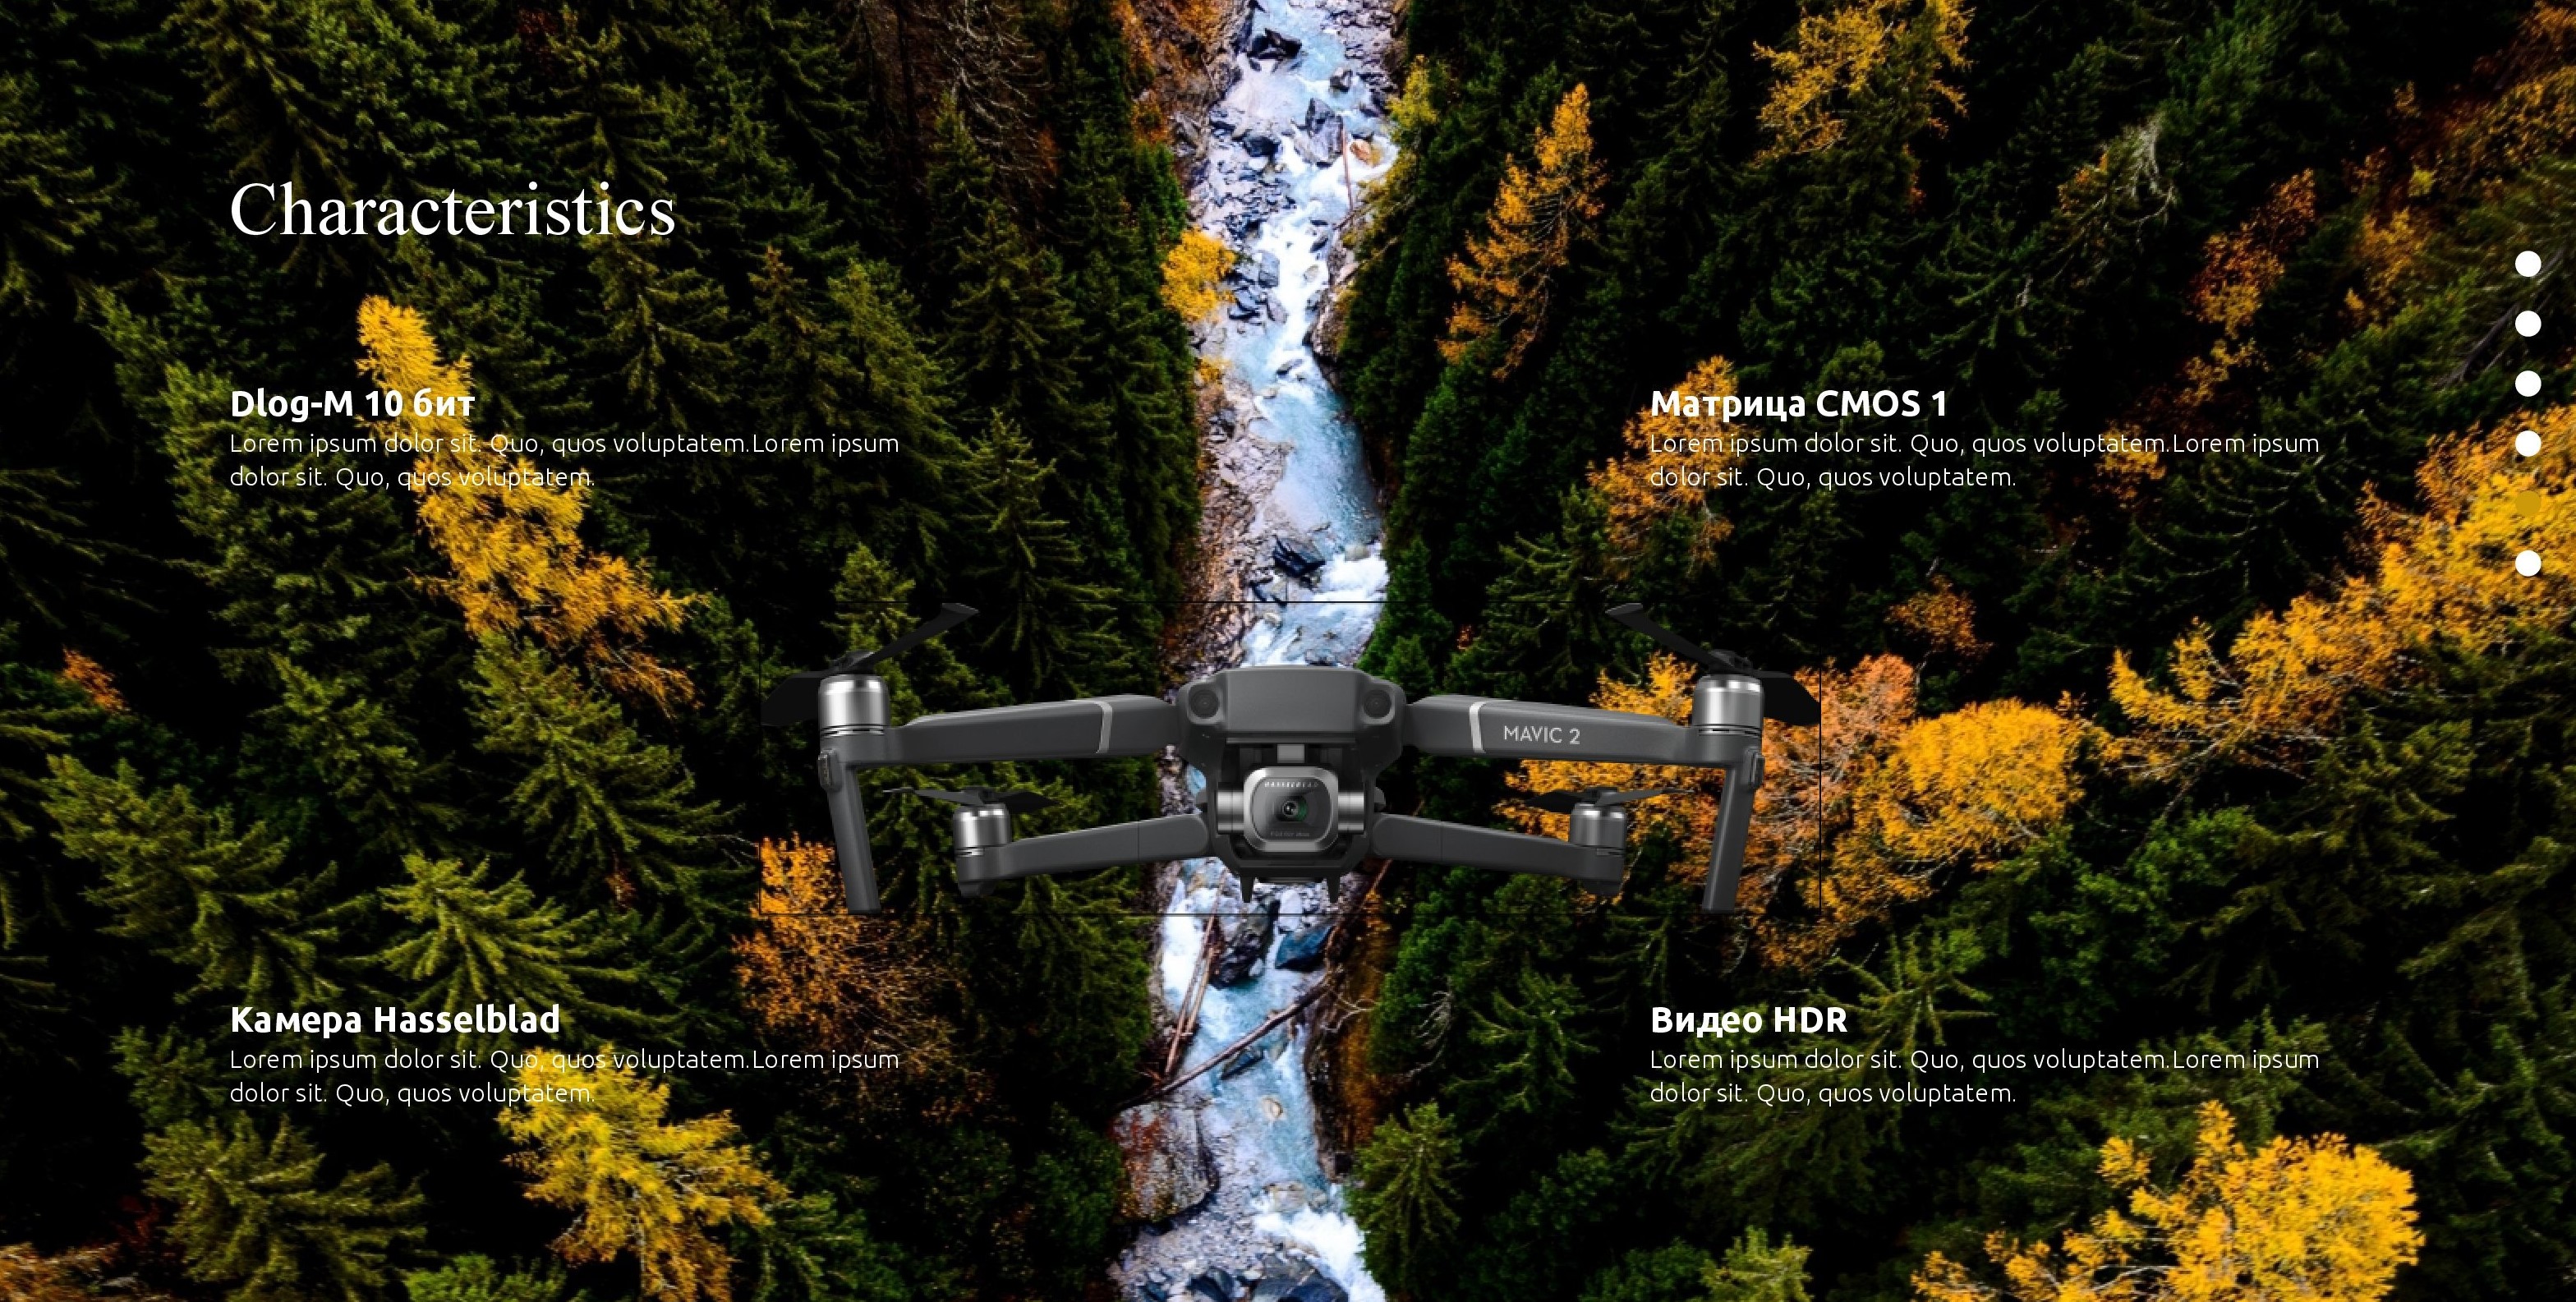 Characteristics
Dlog-M 10 бит
Lorem ipsum dolor sit. Quo, quos voluptatem.Lorem ipsum
dolor sit. Quo, quos voluptatem.
Матрица CMOS 1
Lorem ipsum dolor sit. Quo, quos voluptatem.Lorem ipsum
dolor sit. Quo, quos voluptatem.
MAVIC 2
HASSELBLAD
Камера Hasselblad
Lorem ipsum dolor sit. Quo, quos voluptatem.Lorem ipsum
dolor sit. Quo, quos voluptatem.
Видео HDR
Lorem ipsum dolor sit. Quo, quos voluptatem.Lorem ipsum
dolor sit. Quo, quos voluptatem.